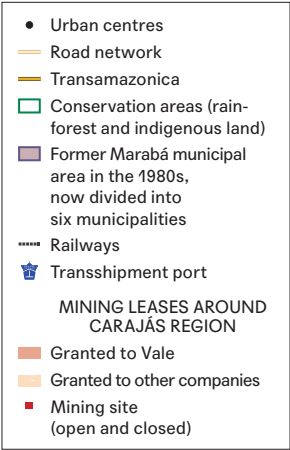 Urban centres
Road network
Transamazonica
Conservation areas (rain-
forest and indigenous land)
Former Marabá municipal
area in the 1980s,
now divided into
six municipalities
Railways
Transshipment port
MINING LEASES AROUND
CARAJÁS REGION
Granted to Vale
Granted to other companies
Mining site
(open and closed)